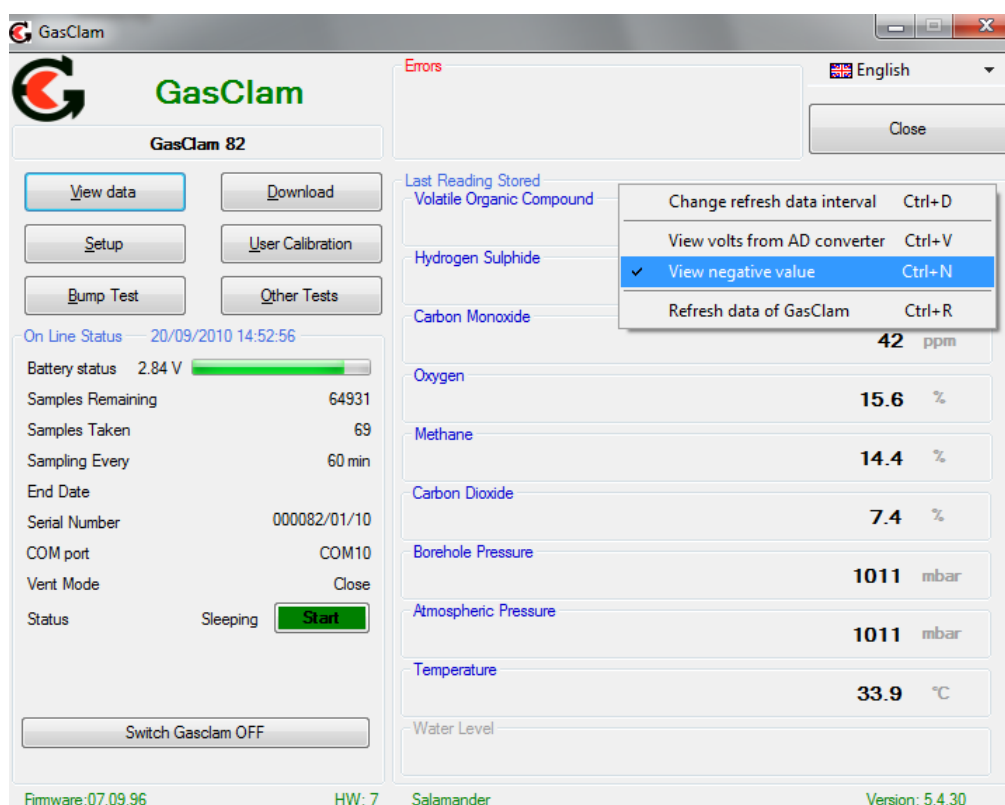 GasClam
GasClam
GasClam 82
Errors
English
Close
View data
Download
Setup
User Calibration
Bump Test
Other Tests
On Line Status
20/09/2010 14:52:56
Battery status 2.84 V
Samples Remaining 64931
Samples Taken 69
Sampling Every 60 min
End Date
Serial Number 000082/01/10
COM port COM10
Vent Mode Close
Status Sleeping Start
Switch Gasclam OFF
Last Reading Stored
Volatile Organic Compound
Hydrogen Sulphide
Carbon Monoxide
42 ppm
Oxygen
15.6 %
Methane
14.4 %
Carbon Dioxide
7.4 %
Borehole Pressure
1011 mbar
Atmospheric Pressure
1011 mbar
Temperature
33.9 °C
Water Level
Change refresh data interval Ctrl+D
View volts from AD converter Ctrl+V
View negative value Ctrl+N
Refresh data of GasClam Ctrl+R
Firmware:07.09.96
HW: 7
Salamander
Version: 5.4.30